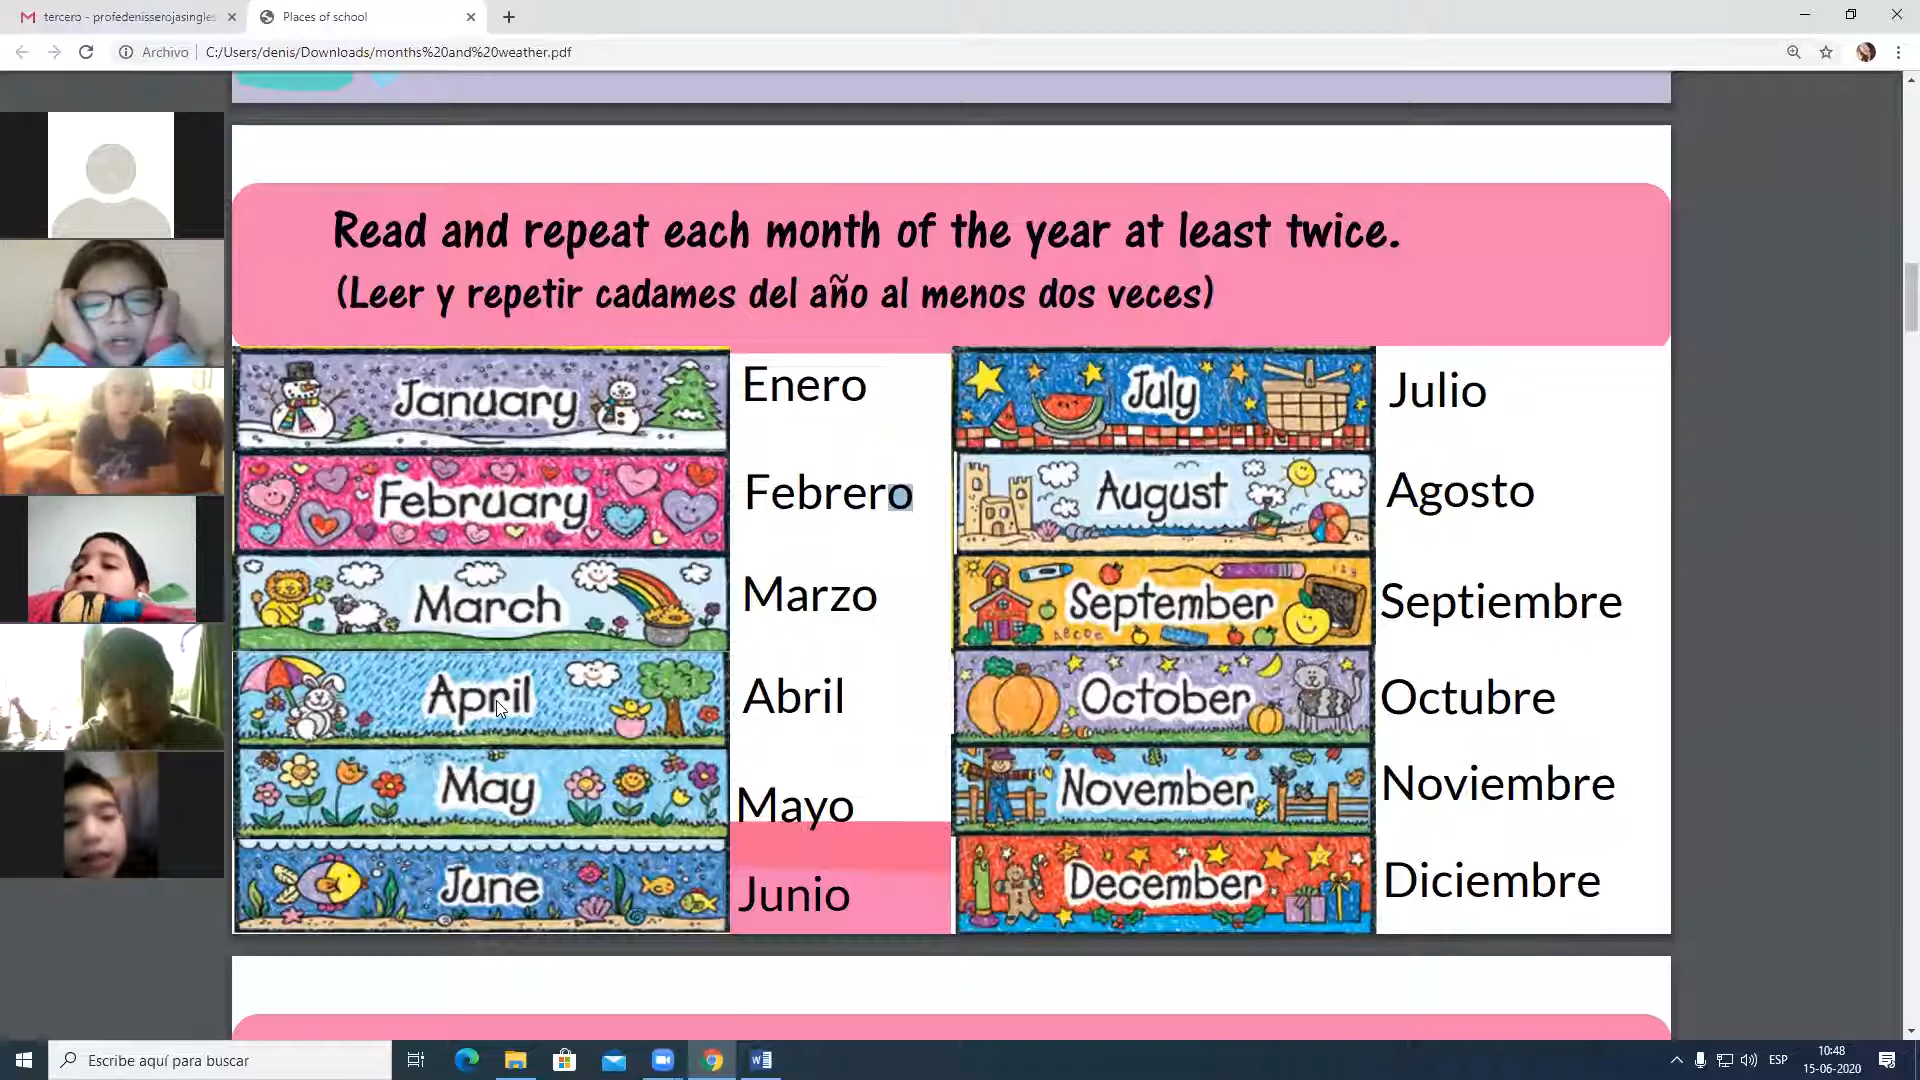 tercero - profedenisserojasingles
Places of school
Archivo
C:/Users/denis/Downloads/months%20and%20weather.pdf
Read and repeat each month of the year at least twice.
(Leer y repetir cadames del año al menos dos veces)
January
Enero
February
Febrero
March
Marzo
April
Abril
May
Mayo
June
Junio
July
Julio
August
Agosto
September
Septiembre
October
Octubre
November
Noviembre
December
Diciembre
Escribe aquí para buscar
ESP
10:48
15-06-2020